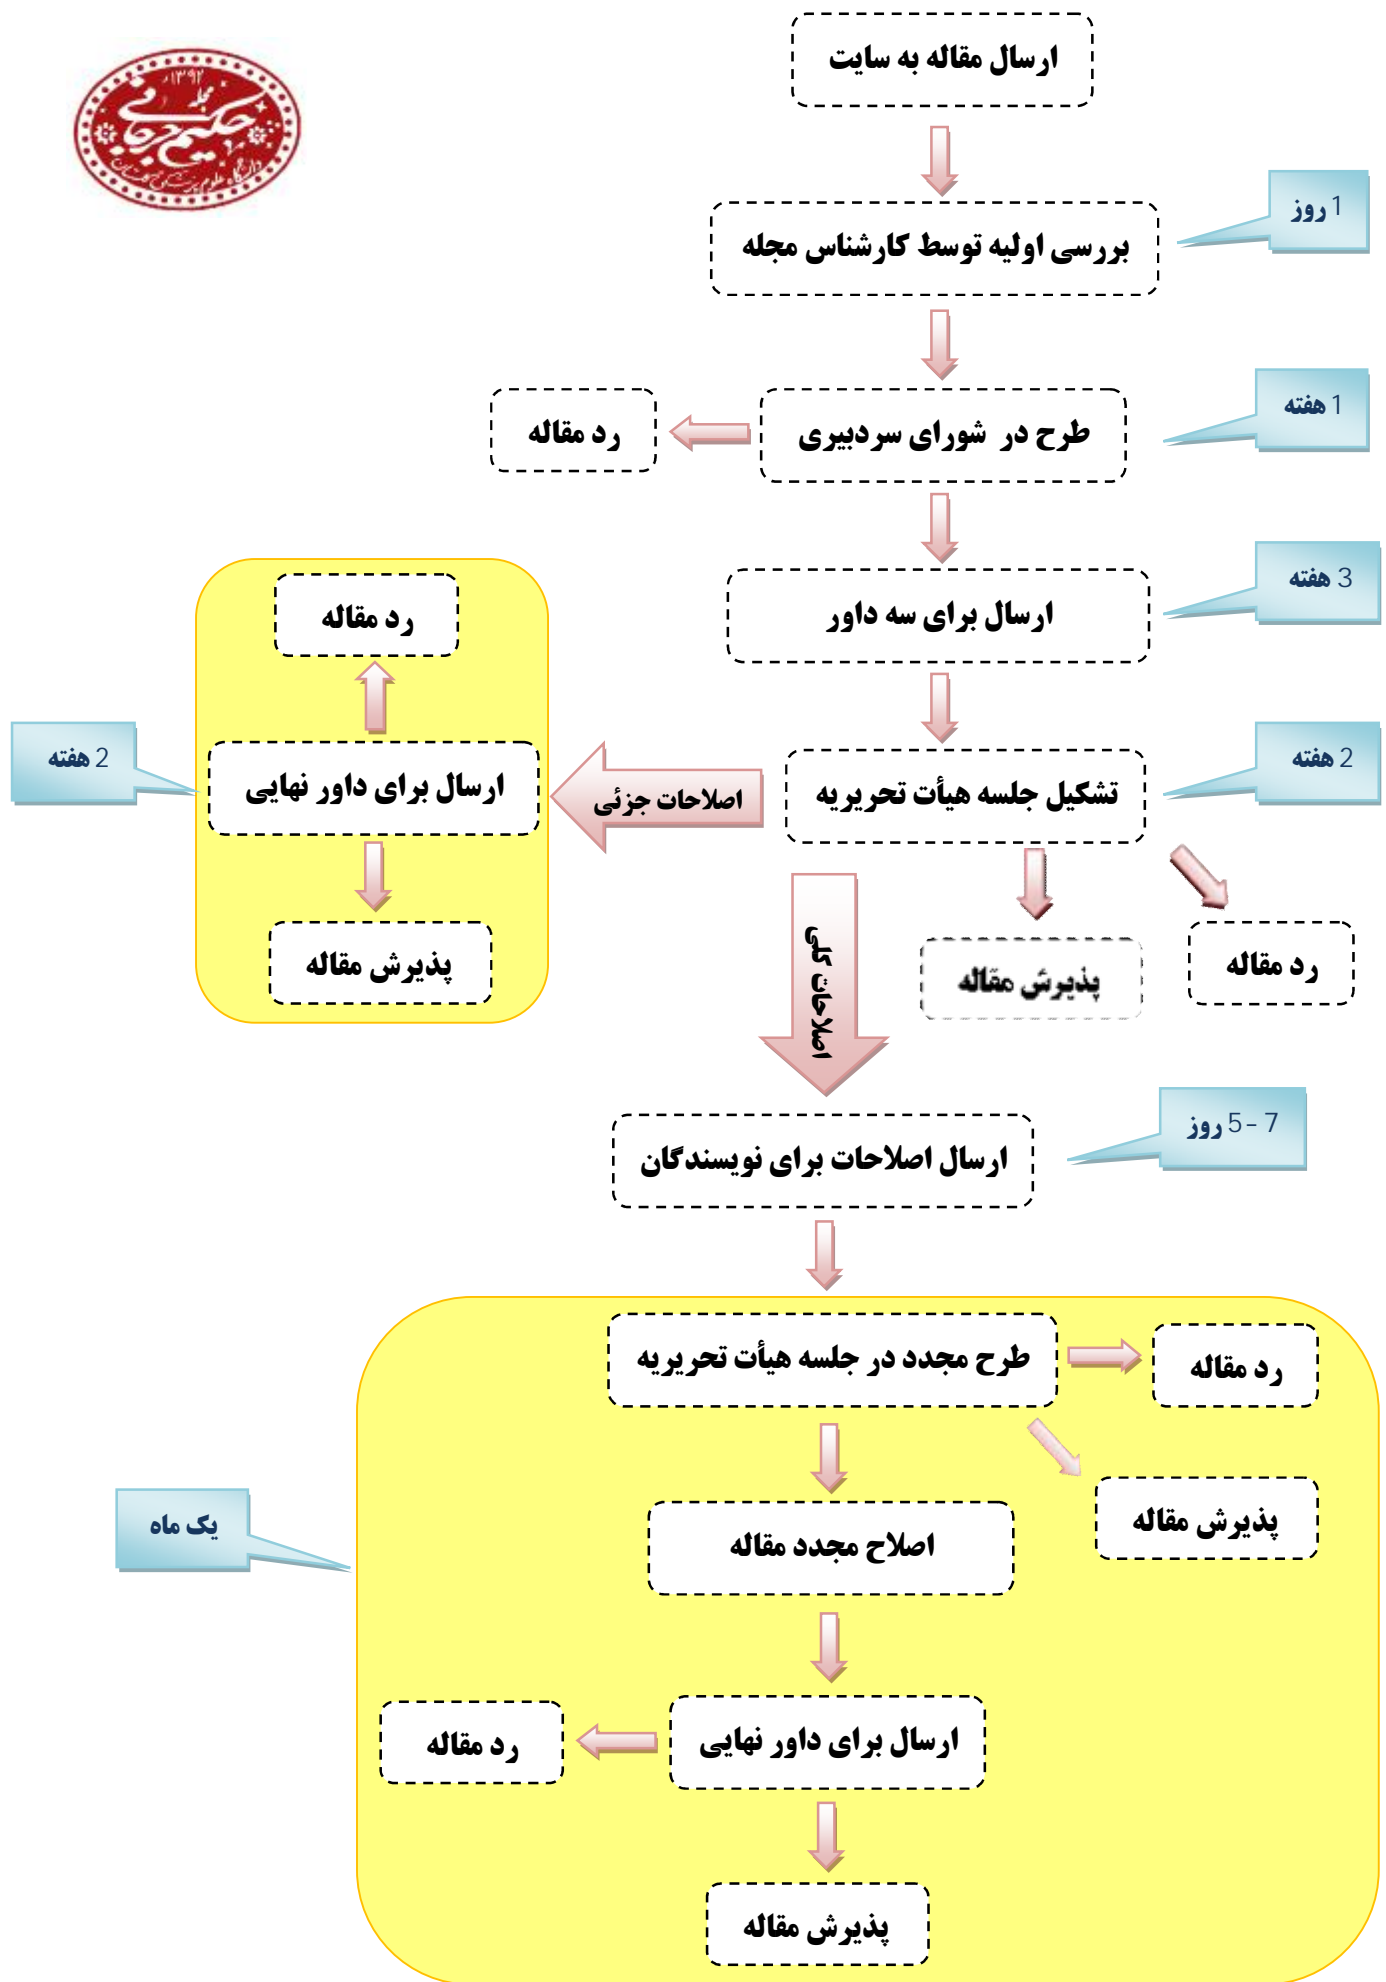 ۱۳۹۲
مجله
حکیم جرجانی
ارسال مقاله به سایت
1 روز
بررسی اولیه توسط کارشناس مجله
1 هفته
طرح در شورای سردبیری
رد مقاله
3 هفته
ارسال برای سه داور
رد مقاله
2 هفته
تشکیل جلسه هیأت تحریریه
اصلاحات جزئی
ارسال برای داور نهایی
2 هفته
پذیرش مقاله
اصلاحات کلی
پذیرش مقاله
رد مقاله
5 - 7 روز
ارسال اصلاحات برای نویسندگان
طرح مجدد در جلسه هیأت تحریریه
رد مقاله
پذیرش مقاله
یک ماه
اصلاح مجدد مقاله
ارسال برای داور نهایی
رد مقاله
پذیرش مقاله